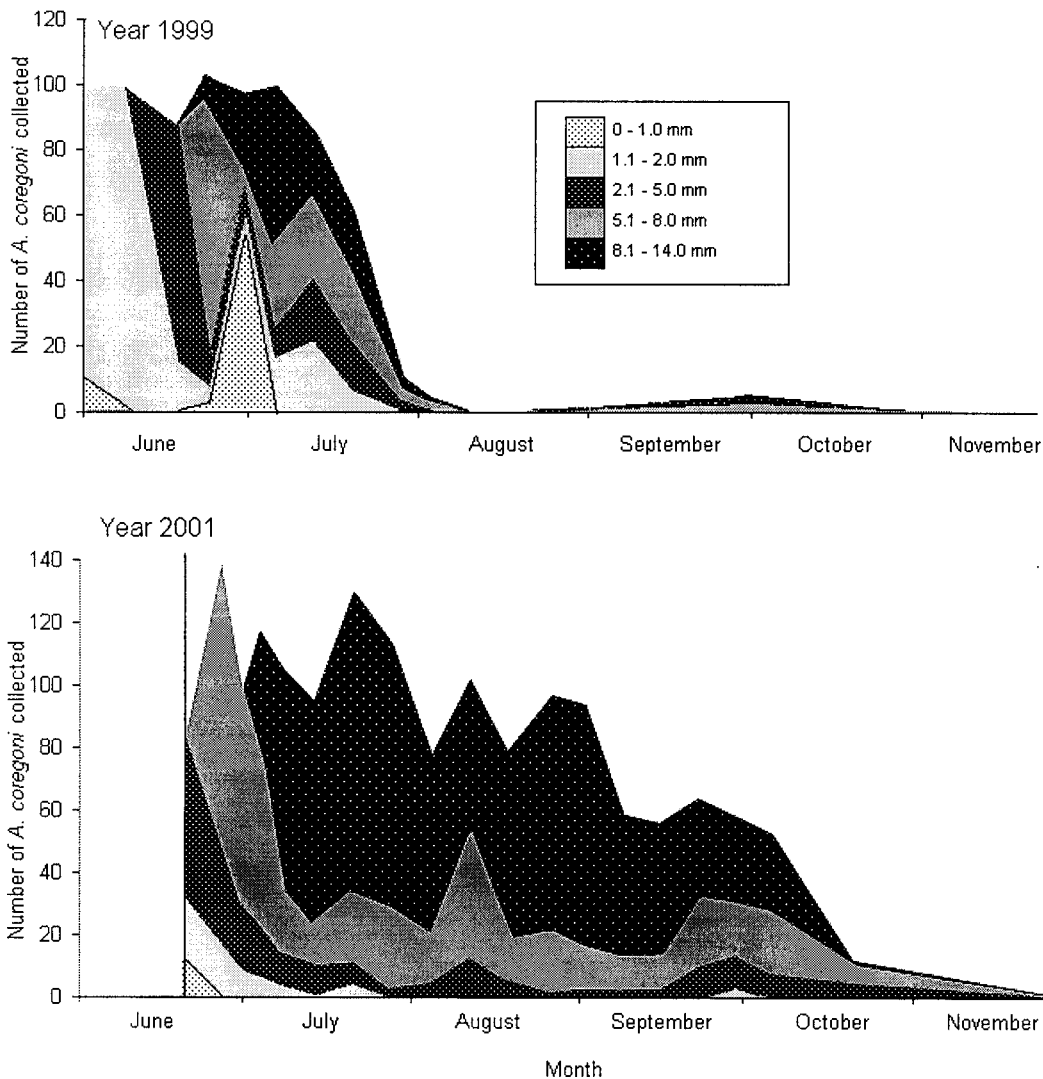 Year 1999
Number of A. coregoni collected
120
100
80
60
40
20
0
0 - 1.0 mm
1.1 - 2.0 mm
2.1 - 5.0 mm
5.1 - 8.0 mm
8.1 - 14.0 mm
June July August September October November
Year 2001
Number of A. coregoni collected
140
120
100
80
60
40
20
0
June July August September October November
Month